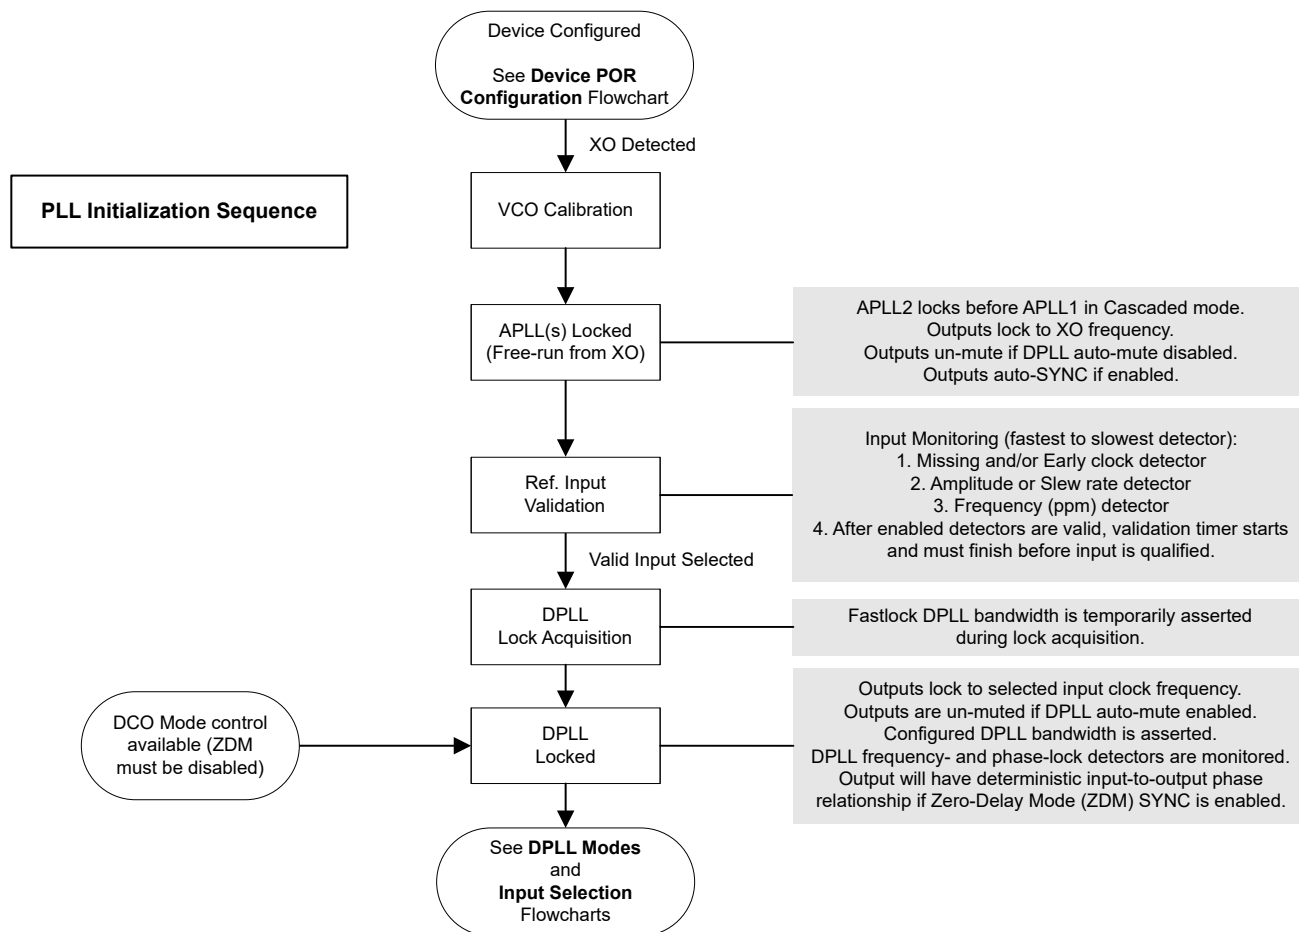 Device Configured
See Device POR
Configuration Flowchart
XO Detected
PLL Initialization Sequence
VCO Calibration
APLL(s) Locked
(Free-run from XO)
APLL2 locks before APLL1 in Cascaded mode.
Outputs lock to XO frequency.
Outputs un-mute if DPLL auto-mute disabled.
Outputs auto-SYNC if enabled.
Ref. Input
Validation
Input Monitoring (fastest to slowest detector):
1. Missing and/or Early clock detector
2. Amplitude or Slew rate detector
3. Frequency (ppm) detector
4. After enabled detectors are valid, validation timer starts
and must finish before input is qualified.
Valid Input Selected
DPLL
Lock Acquisition
Fastlock DPLL bandwidth is temporarily asserted
during lock acquisition.
DCO Mode control
available (ZDM
must be disabled)
DPLL
Locked
Outputs lock to selected input clock frequency.
Outputs are un-muted if DPLL auto-mute enabled.
Configured DPLL bandwidth is asserted.
DPLL frequency- and phase-lock detectors are monitored.
Output will have deterministic input-to-output phase
relationship if Zero-Delay Mode (ZDM) SYNC is enabled.
See DPLL Modes
and
Input Selection
Flowcharts